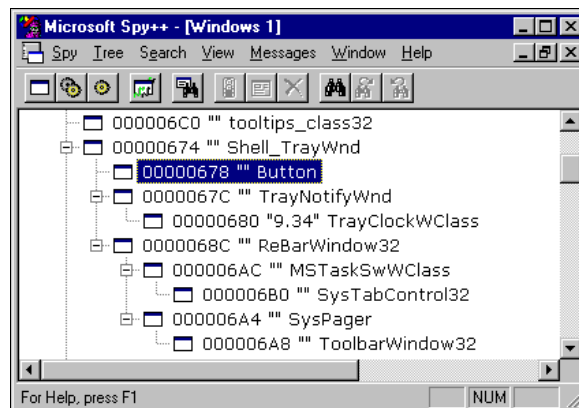 Microsoft Spy++ - [Windows 1]
Spy Tree Search View Messages Window Help
000006C0 "" tooltips_class32
00000674 "" Shell_TrayWnd
00000678 "" Button
0000067C "" TrayNotifyWnd
00000680 "9.34" TrayClockWClass
0000068C "" ReBarWindow32
000006AC "" MSTaskSwWClass
000006B0 "" SysTabControl32
000006A4 "" SysPager
000006A8 "" ToolbarWindow32
For Help, press F1 NUM